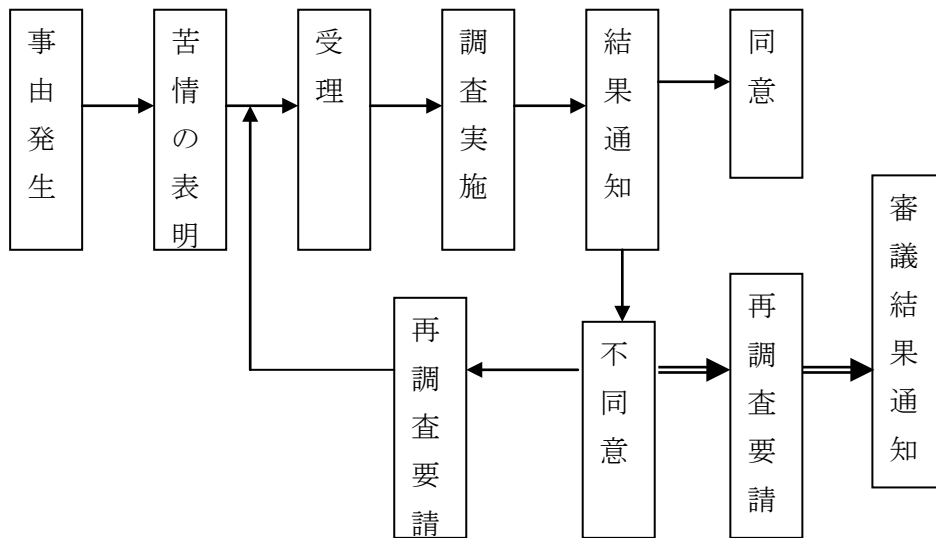 事由発生
苦情の表明
受理
調査実施
結果通知
同意
審議結果通知
再調査要請
不同意
再調査要請